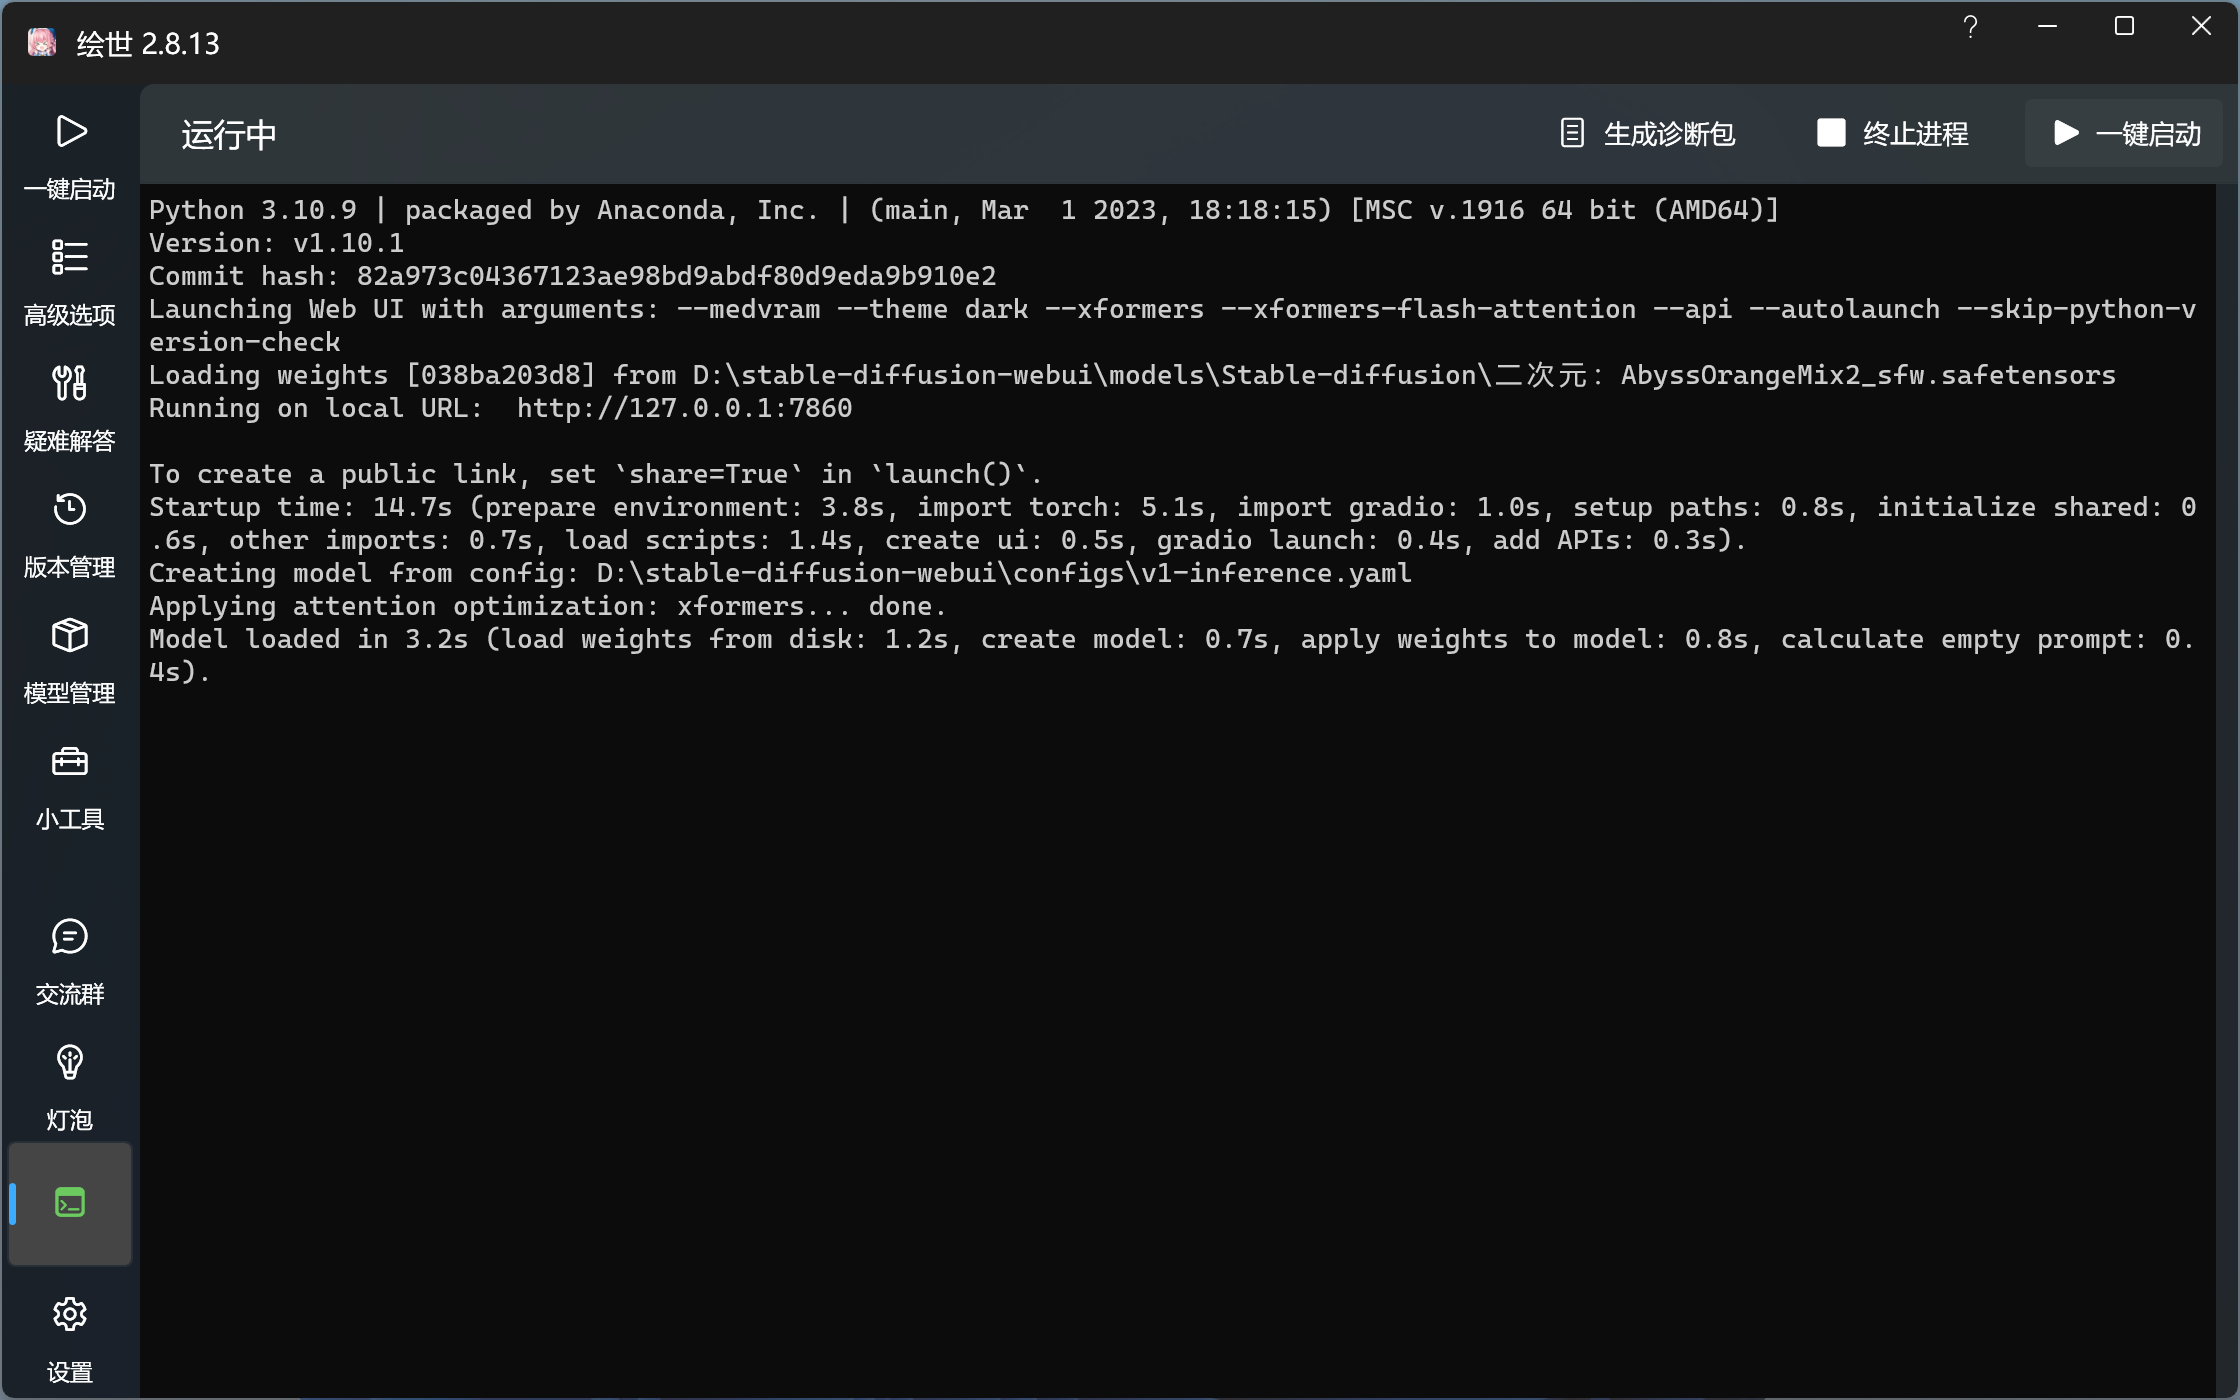 绘世 2.8.13
一键启动
高级选项
疑难解答
版本管理
模型管理
小工具
交流群
灯泡
设置
运行中
生成诊断包
终止进程
一键启动
Python 3.10.9 | packaged by Anaconda, Inc. | (main, Mar  1 2023, 18:18:15) [MSC v.1916 64 bit (AMD64)]
Version: v1.10.1
Commit hash: 82a973c04367123ae98bd9abdf80d9eda9b910e2
Launching Web UI with arguments: --medvram --theme dark --xformers --xformers-flash-attention --api --autolaunch --skip-python-v
ersion-check
Loading weights [038ba203d8] from D:\stable-diffusion-webui\models\Stable-diffusion\二次元：AbyssOrangeMix2_sfw.safetensors
Running on local URL:  http://127.0.0.1:7860
To create a public link, set `share=True` in `launch()`.
Startup time: 14.7s (prepare environment: 3.8s, import torch: 5.1s, import gradio: 1.0s, setup paths: 0.8s, initialize shared: 0
.6s, other imports: 0.7s, load scripts: 1.4s, create ui: 0.5s, gradio launch: 0.4s, add APIs: 0.3s).
Creating model from config: D:\stable-diffusion-webui\configs\v1-inference.yaml
Applying attention optimization: xformers... done.
Model loaded in 3.2s (load weights from disk: 1.2s, create model: 0.7s, apply weights to model: 0.8s, calculate empty prompt: 0.
4s).